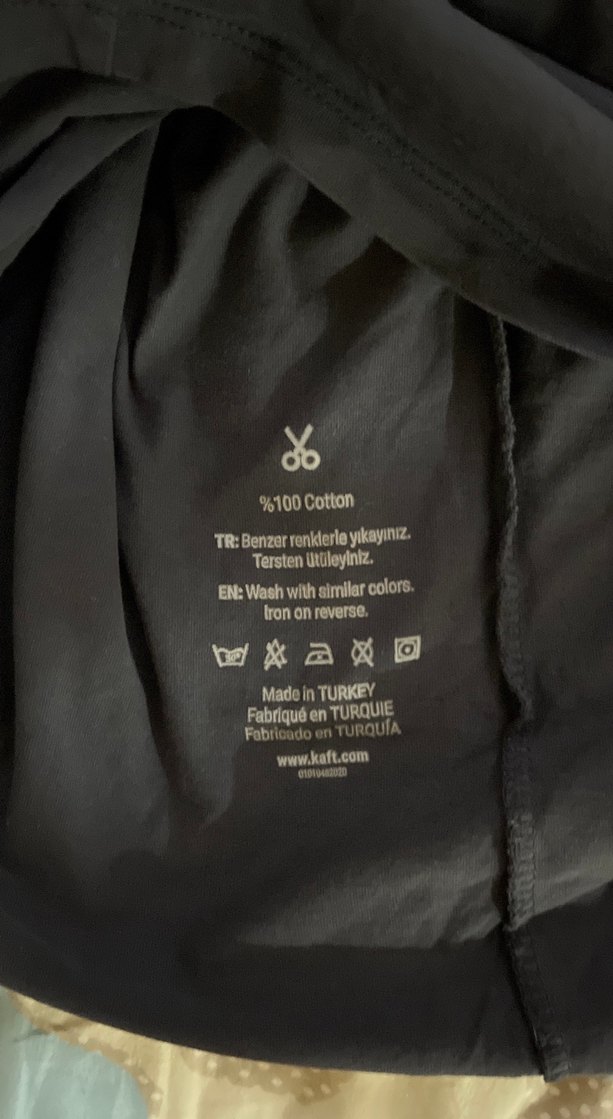 %100 Cotton
TR: Benzer renklerle yıkayınız.
Tersten ütüleyiniz.
EN: Wash with similar colors.
Iron on reverse.
30°
Made in TURKEY
Fabriqué en TURQUIE
Fabricado en TURQUÍA
www.kaft.com